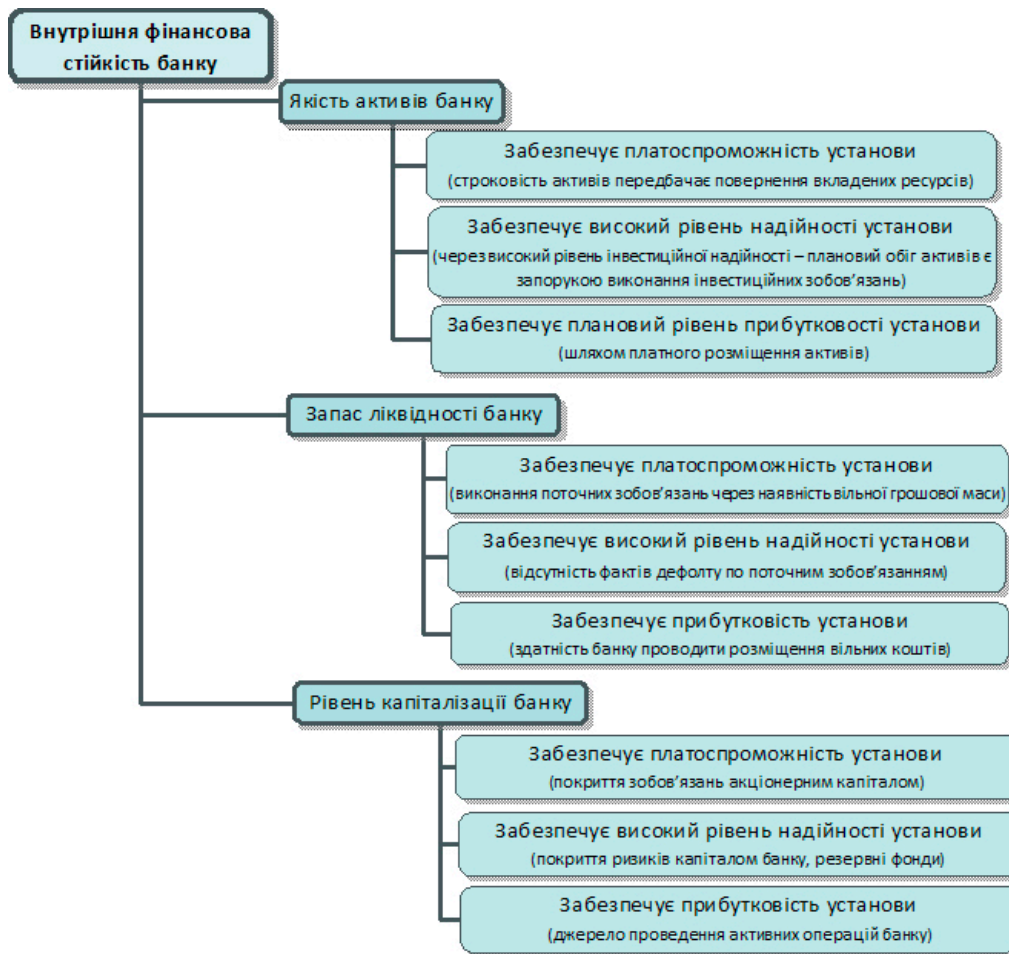 Внутрішня фінансова
стійкість банку
Якість активів банку
Забезпечує платоспроможність установи
(строковість активів передбачає повернення вкладених ресурсів)
Забезпечує високий рівень надійності установи
(через високий рівень інвестиційної надійності – плановий обіг активів є
запорукою виконання інвестиційних зобов’язань)
Забезпечує плановий рівень прибутковості установи
(шляхом платного розміщення активів)
Запас ліквідності банку
Забезпечує платоспроможність установи
(виконання поточних зобов’язань через наявність вільної грошової маси)
Забезпечує високий рівень надійності установи
(відсутність фактів дефолту по поточним зобов’язанням)
Забезпечує прибутковість установи
(здатність банку проводити розміщення вільних коштів)
Рівень капіталізації банку
Забезпечує платоспроможність установи
(покриття зобов’язань акціонерним капіталом)
Забезпечує високий рівень надійності установи
(покриття ризиків капіталом банку, резервні фонди)
Забезпечує прибутковість установи
(джерело проведення активних операцій банку)